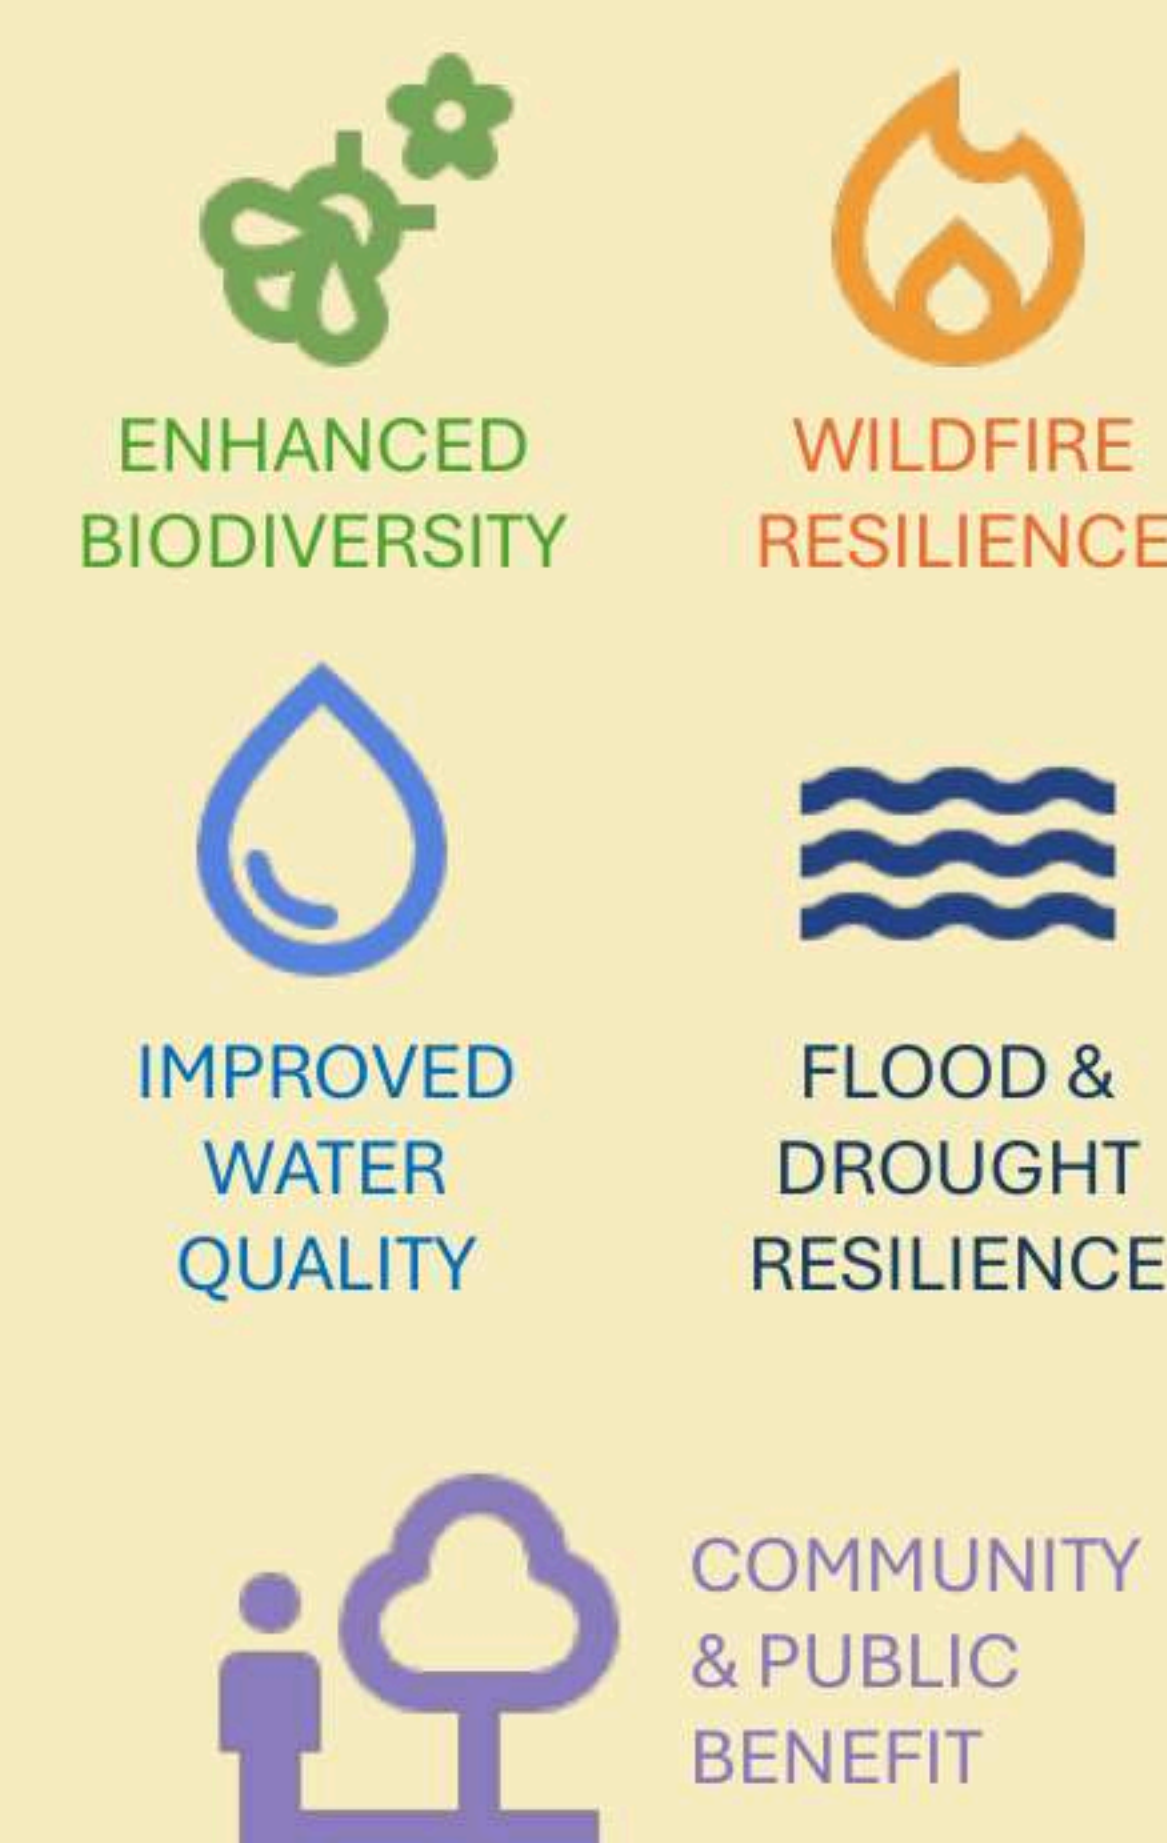 ENHANCED
BIODIVERSITY
WILDFIRE
RESILIENCE
IMPROVED
WATER
QUALITY
FLOOD &
DROUGHT
RESILIENCE
COMMUNITY
& PUBLIC
BENEFIT